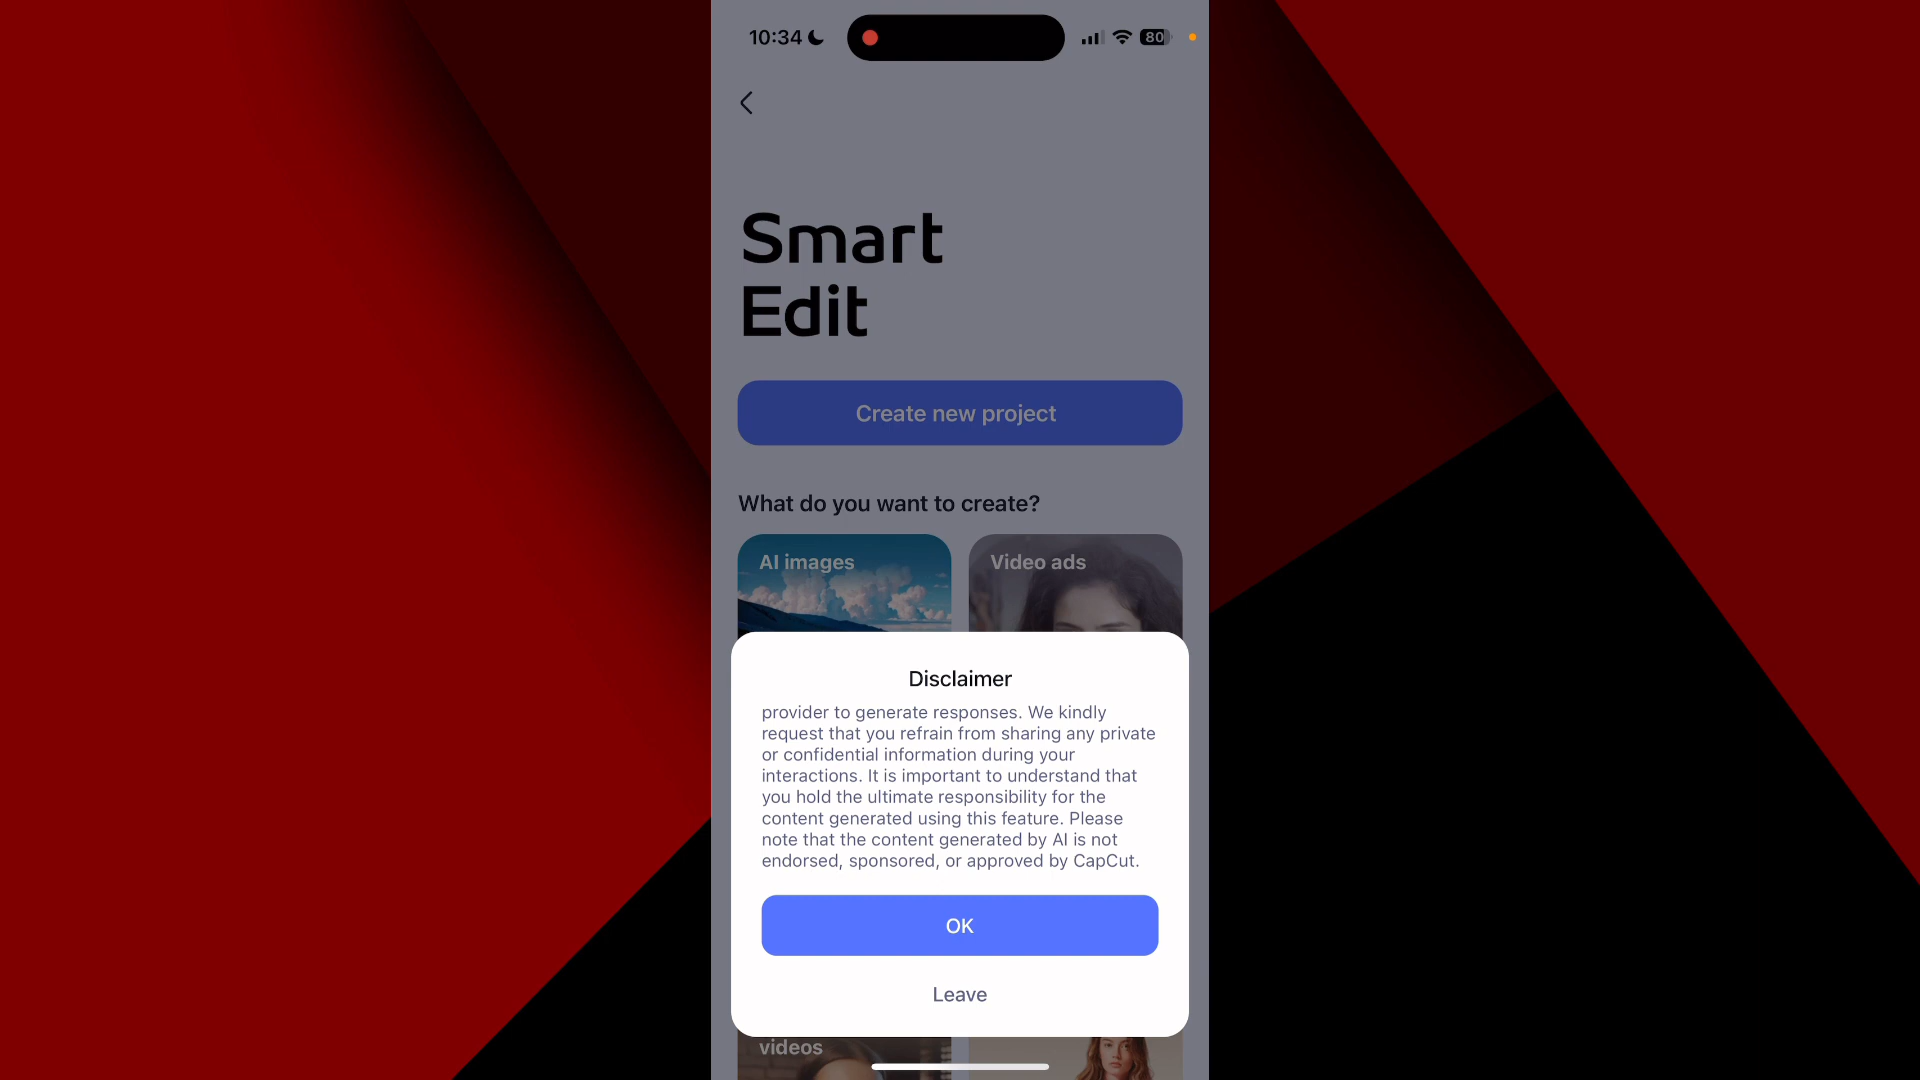 10:34
80
Smart
Edit
Create new project
What do you want to create?
AI images
Video ads
Disclaimer
provider to generate responses. We kindly
request that you refrain from sharing any private
or confidential information during your
interactions. It is important to understand that
you hold the ultimate responsibility for the
content generated using this feature. Please
note that the content generated by AI is not
endorsed, sponsored, or approved by CapCut.
OK
Leave
videos